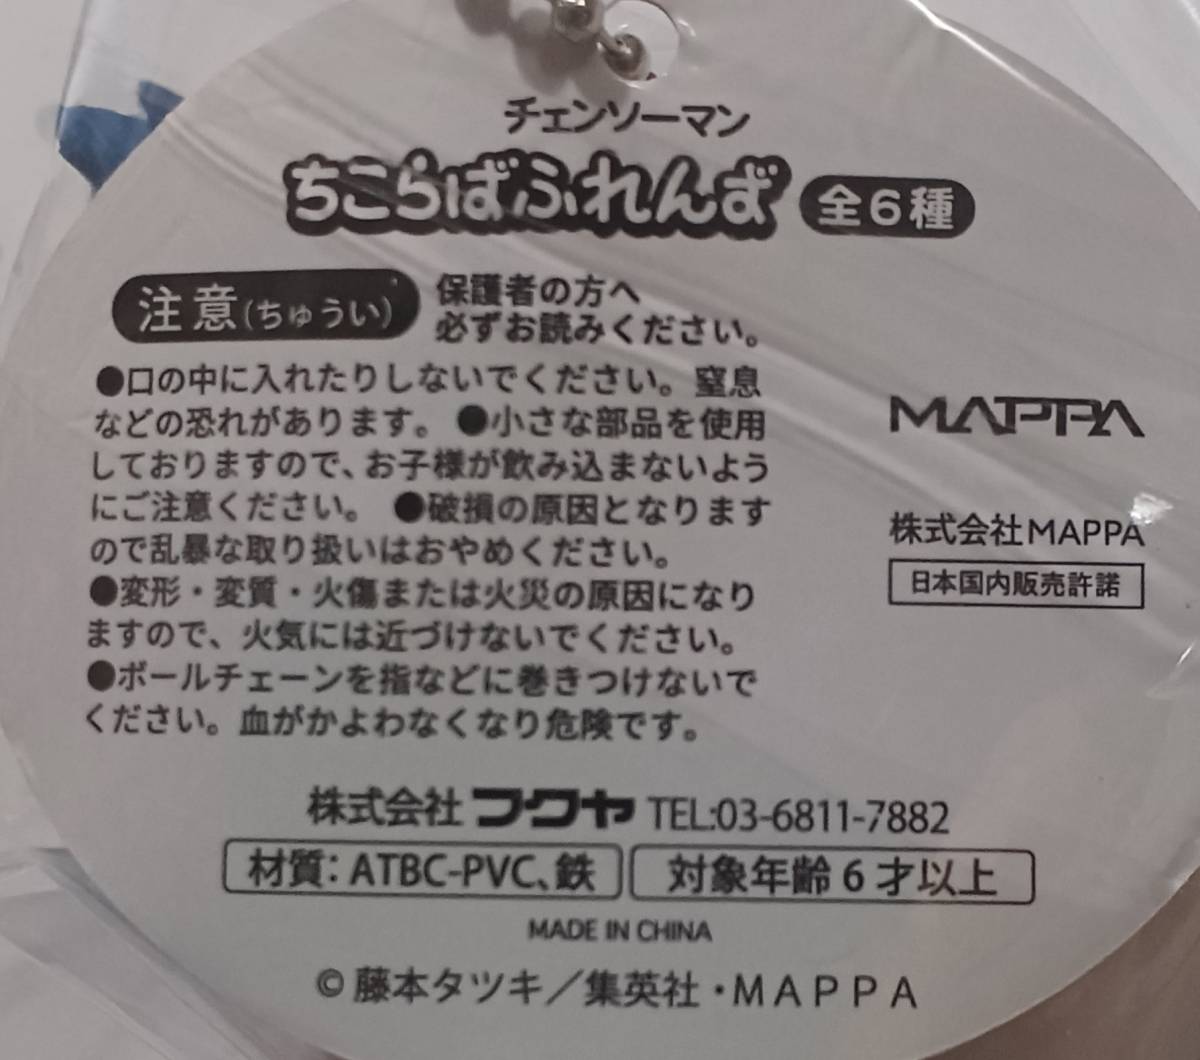 チェンソーマン
ちこらばふれんず 全6種
注意(ちゅうい) 保護者の方へ
必ずお読みください。
●口の中に入れたりしないでください。窒息
などの恐れがあります。 ●小さな部品を使用
しておりますので、お子様が飲み込まないよう
にご注意ください。 ●破損の原因となります
ので乱暴な取り扱いはおやめください。
●変形・変質・火傷または火災の原因になり
ますので、火気には近づけないでください。
●ボールチェーンを指などに巻きつけないで
ください。血がかよわなくなり危険です。
MAPPA
株式会社MAPPA
日本国内販売許諾
株式会社フクヤ TEL:03-6811-7882
材質:ATBC-PVC、鉄 対象年齢6才以上
MADE IN CHINA
©藤本タツキ/集英社・MAPPA